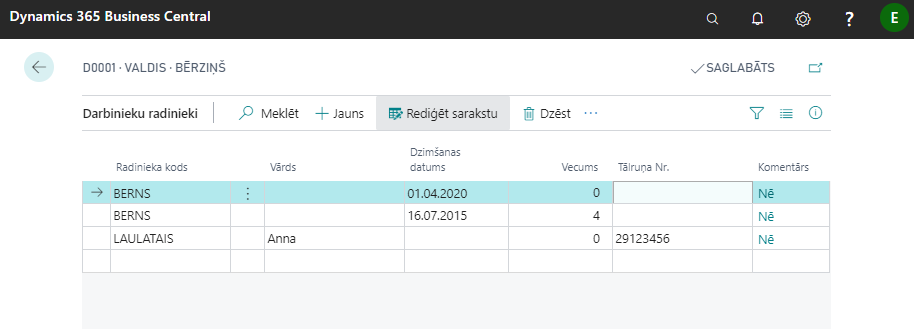 Dynamics 365 Business Central
?
E
D0001 · VALDIS · BĒRZIŅŠ
SAGLABĀTS
Darbinieku radinieki
Meklēt
Jauns
Rediģēt sarakstu
Dzēst
Radinieka kods Vārds Dzimšanas datums Vecums Tālruņa Nr. Komentārs
BERNS 01.04.2020 0 Nē
BERNS 16.07.2015 4 Nē
LAULATAIS Anna 0 29123456 Nē